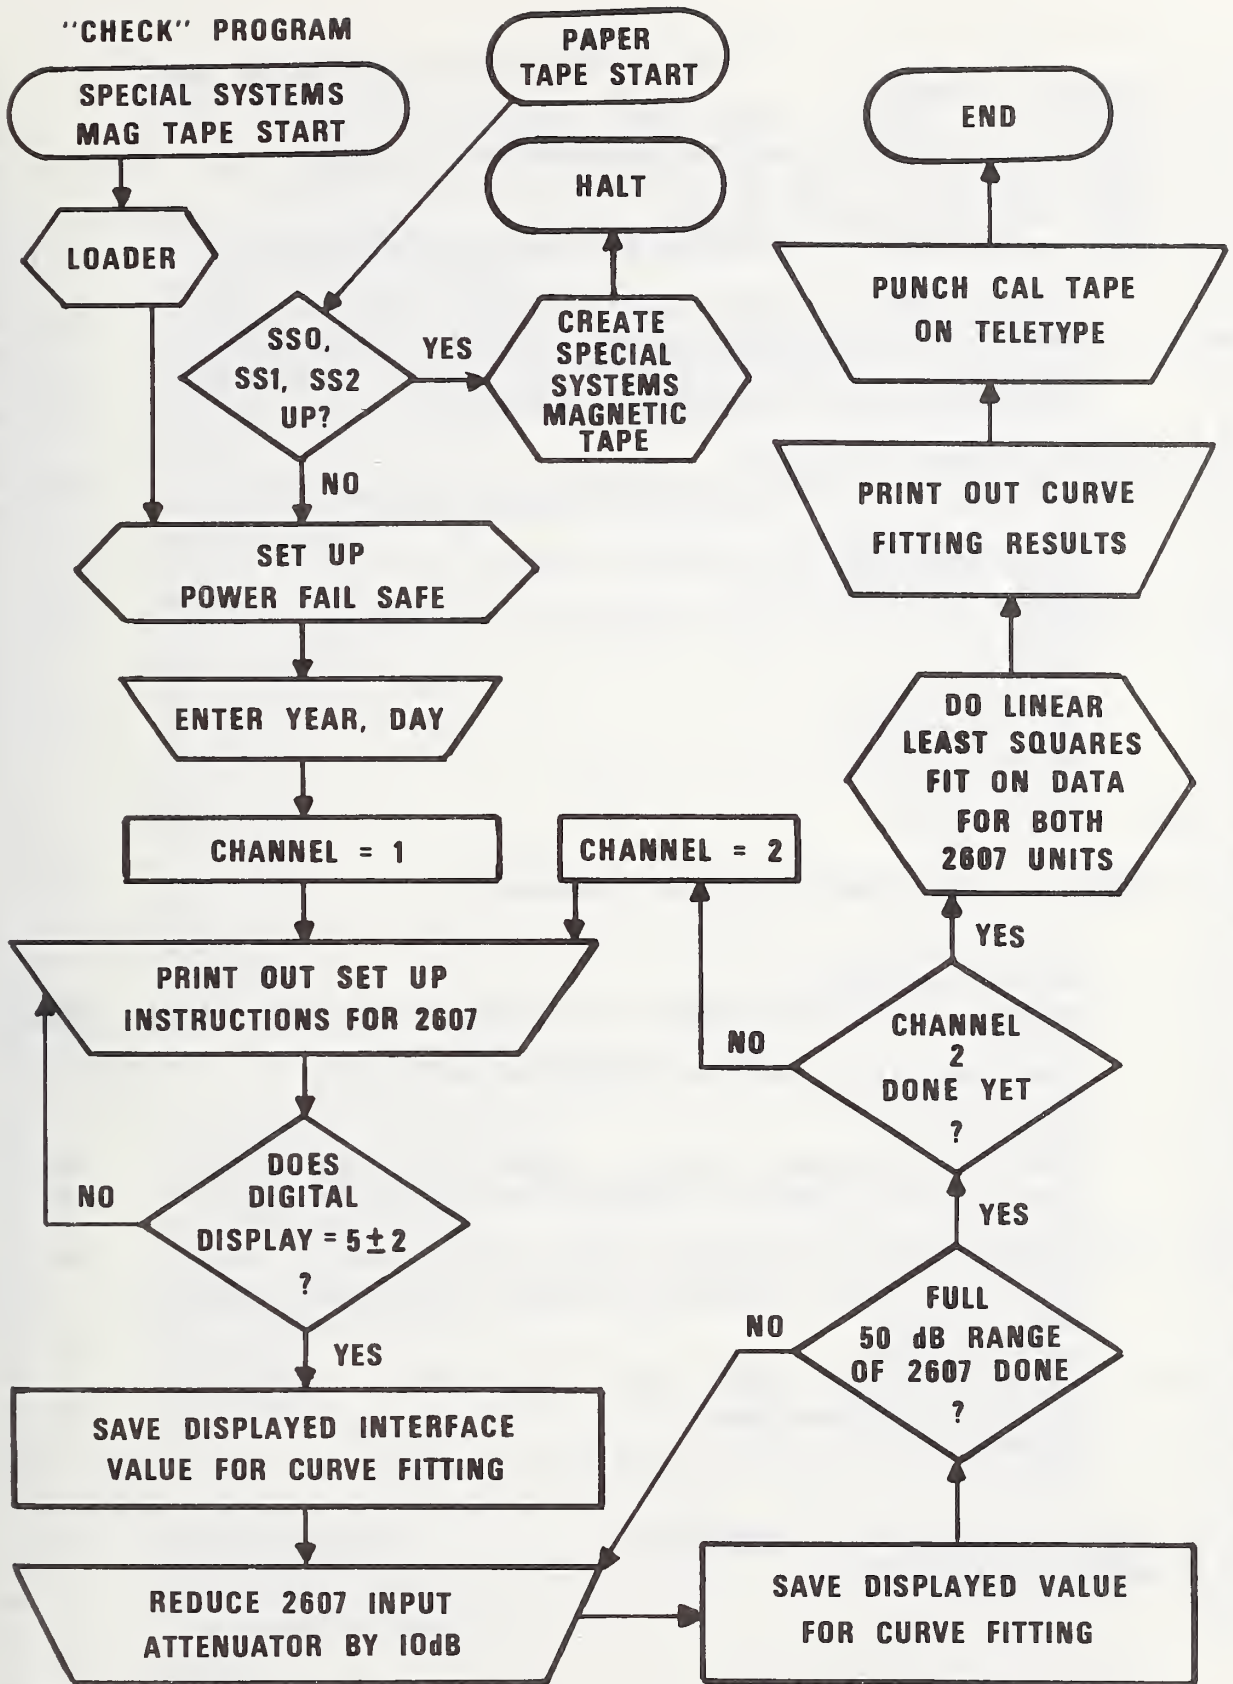 "CHECK" PROGRAM
SPECIAL SYSTEMS
MAG TAPE START
LOADER
PAPER
TAPE START
HALT
SS0,
SS1, SS2
UP?
YES
CREATE
SPECIAL
SYSTEMS
MAGNETIC
TAPE
NO
SET UP
POWER FAIL SAFE
ENTER YEAR, DAY
CHANNEL = 1
CHANNEL = 2
PRINT OUT SET UP
INSTRUCTIONS FOR 2607
DOES
DIGITAL
DISPLAY = 5±2
?
NO
YES
SAVE DISPLAYED INTERFACE
VALUE FOR CURVE FITTING
REDUCE 2607 INPUT
ATTENUATOR BY 10dB
SAVE DISPLAYED VALUE
FOR CURVE FITTING
FULL
50 dB RANGE
OF 2607 DONE
?
NO
YES
CHANNEL
2
DONE YET
?
NO
YES
DO LINEAR
LEAST SQUARES
FIT ON DATA
FOR BOTH
2607 UNITS
PRINT OUT CURVE
FITTING RESULTS
PUNCH CAL TAPE
ON TELETYPE
END